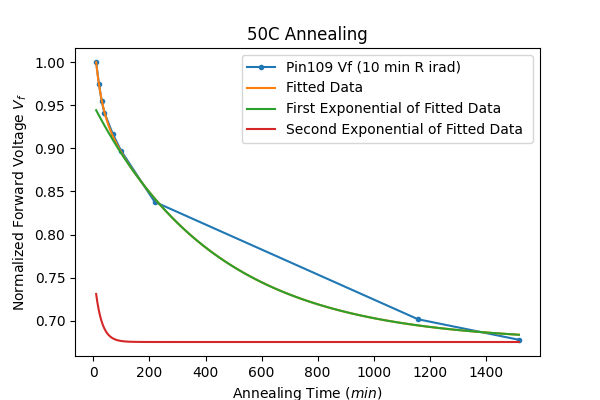 50C Annealing
Normalized Forward Voltage V_f
1.00
0.95
0.90
0.85
0.80
0.75
0.70
Pin109 Vf (10 min R irad)
Fitted Data
First Exponential of Fitted Data
Second Exponential of Fitted Data
0 200 400 600 800 1000 1200 1400
Annealing Time (min)